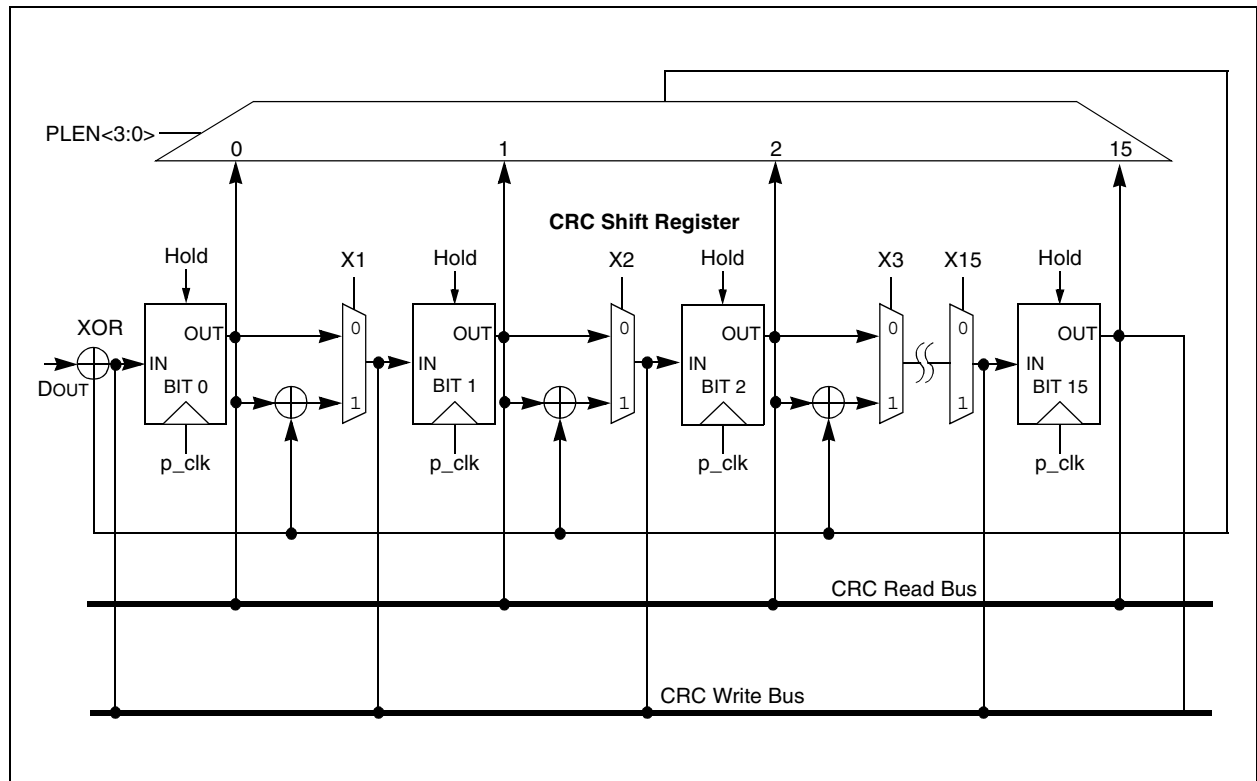 PLEN<3:0>
0 1 2 15
CRC Shift Register
Hold X1 Hold X2 Hold X3 X15 Hold
XOR
OUT 0 OUT 0 OUT 0 0 OUT
IN IN IN IN
DOUT
BIT 0 1 BIT 1 1 BIT 2 1 1 BIT 15
p_clk p_clk p_clk p_clk
CRC Read Bus
CRC Write Bus